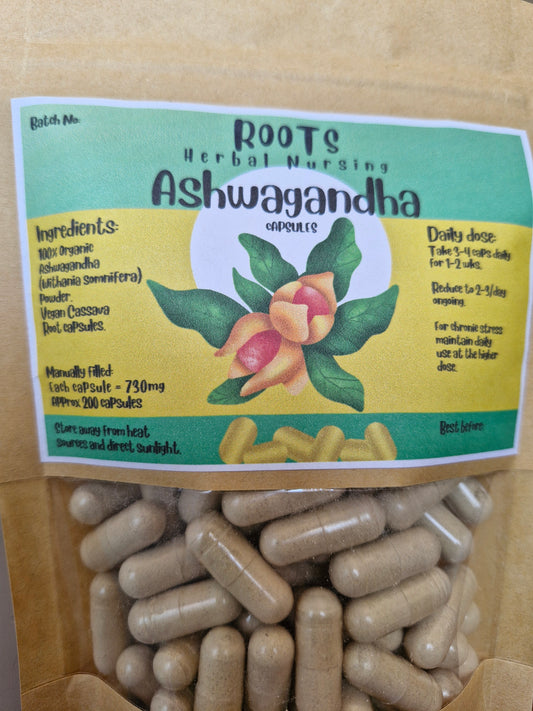 Batch No:
ROOTS
Herbal Nursing
Ashwagandha
CAPSULES
Ingredients:
100% Organic
Ashwagandha
(Withania Somnifera)
Powder.
Vegan Cassava
Root capsules.
Manually Filled:
Each capsule = 730mg
Approx 200 capsules
Store away from heat
sources and direct sunlight.
Daily dose:
Take 3-4 caps daily
for 1-2 wks.
Reduce to 2-3/day
ongoing.
For chronic stress
maintain daily
use at the higher
dose.
Best before: